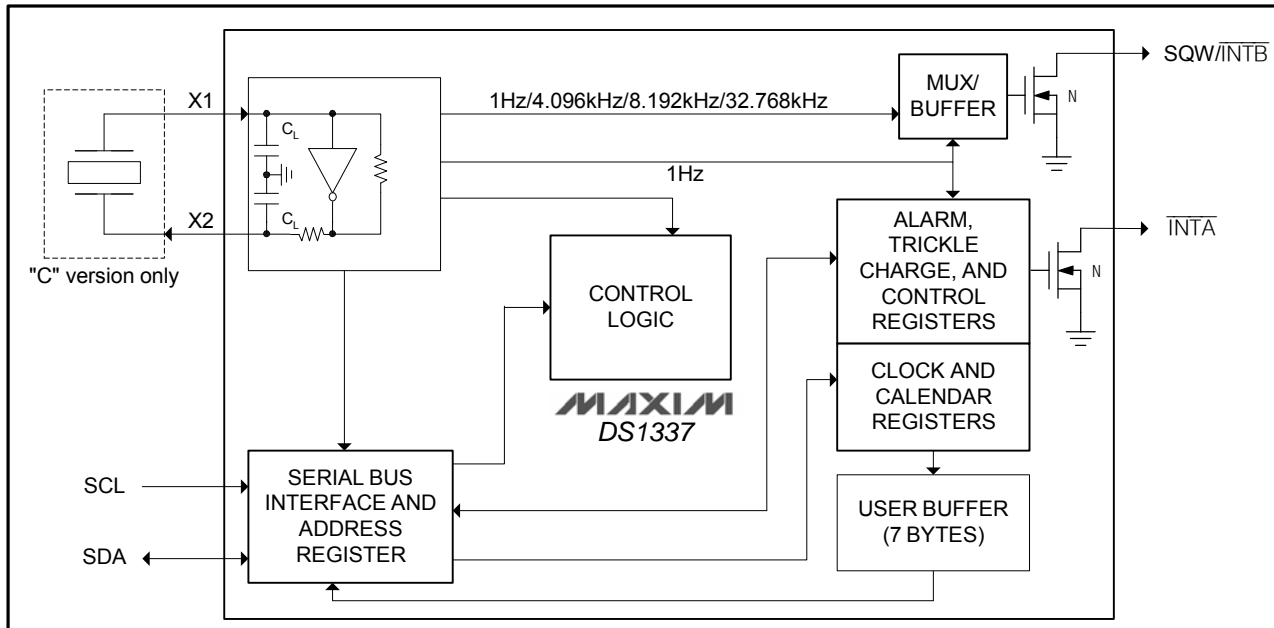 SQW/INTB
MUX/
BUFFER
N
1Hz/4.096kHz/8.192kHz/32.768kHz
X1
CL
1Hz
X2
CL
"C" version only
ALARM,
TRICKLE
CHARGE, AND
CONTROL
REGISTERS
N
INTA
CONTROL
LOGIC
CLOCK AND
CALENDAR
REGISTERS
MAXIM
DS1337
SCL
SDA
SERIAL BUS
INTERFACE AND
ADDRESS
REGISTER
USER BUFFER
(7 BYTES)